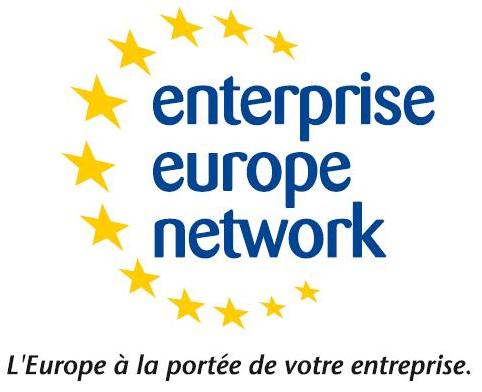 enterprise
europe
network
L'Europe à la portée de votre entreprise.